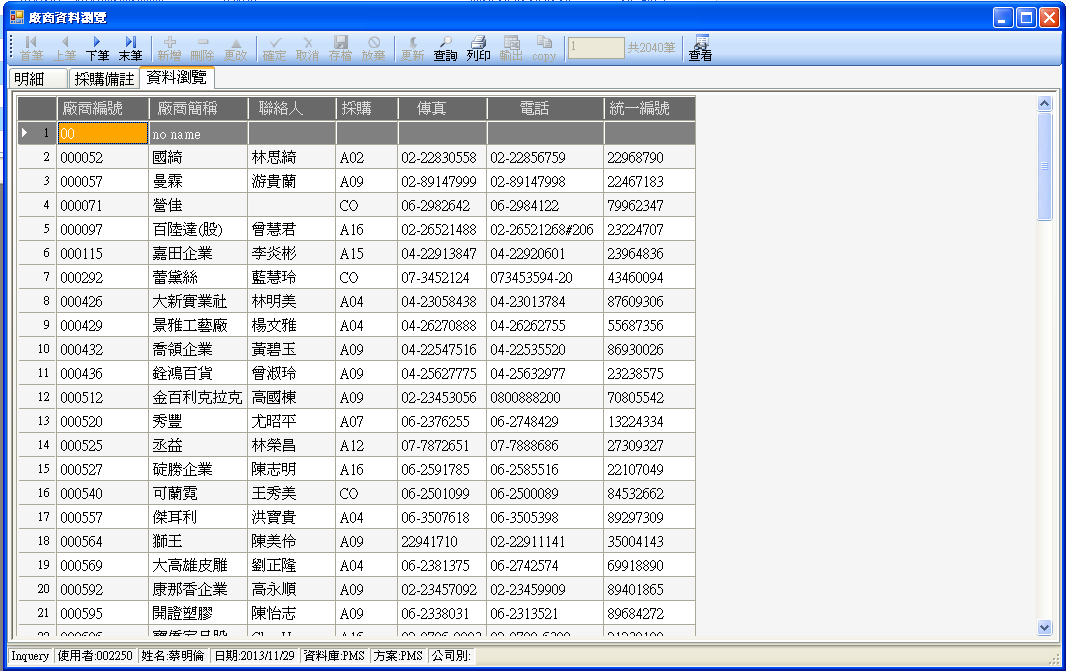 廠商資料瀏覽
首筆 上筆 下筆 末筆 新增 刪除 更改 確定 取消 存檔 放棄 更新 查詢 列印 輸出 copy 1 共2040筆 查看
明細 採購備註 資料瀏覽
廠商編號 廠商簡稱 聯絡人 採購 傳真 電話 統一編號
1 00 no name
2 000052 國綺 林思綺 A02 02-22830558 02-22856759 22968790
3 000057 曼霖 游貴蘭 A09 02-89147999 02-89147998 22467183
4 000071 營佳 CO 06-2982642 06-2984122 79962347
5 000097 百陸達(股) 曾慧君 A16 02-26521488 02-26521268#206 23224707
6 000115 嘉田企業 李炎彬 A15 04-22913847 04-22920601 23964836
7 000292 蕾黛絲 藍慧玲 CO 07-3452124 073453594-20 43460094
8 000426 大新實業社 林明美 A04 04-23058438 04-23013784 87609306
9 000429 景雅工藝廠 楊文雅 A04 04-26270888 04-26262755 55687356
10 000432 喬領企業 黃碧玉 A09 04-22547516 04-22535520 86930026
11 000436 銓鴻百貨 曾淑玲 A09 04-25627775 04-25632977 23238575
12 000512 金百利克拉克 高國棟 A09 02-23453056 0800888200 70805542
13 000520 秀豐 尤昭平 A07 06-2376255 06-2748429 13224334
14 000525 丞益 林榮昌 A12 07-7872651 07-7888686 27309327
15 000527 碇勝企業 陳志明 A16 06-2591785 06-2585516 22107049
16 000540 可蘭霓 王秀美 CO 06-2501099 06-2500089 84532662
17 000557 傑耳利 洪寶貴 A04 06-3507618 06-3505398 89297309
18 000564 獅王 陳美伶 A09 22941710 02-22911141 35004143
19 000569 大高雄皮雕 劉正隆 A04 06-2381375 06-2742574 69918890
20 000592 康那香企業 高永順 A09 02-23457092 02-23459909 89401865
21 000595 開證塑膠 陳怡志 A09 06-2338031 06-2313521 89684272
Inquery 使用者:002250 姓名:蔡明倫 日期:2013/11/29 資料庫:PMS 方案:PMS 公司別: